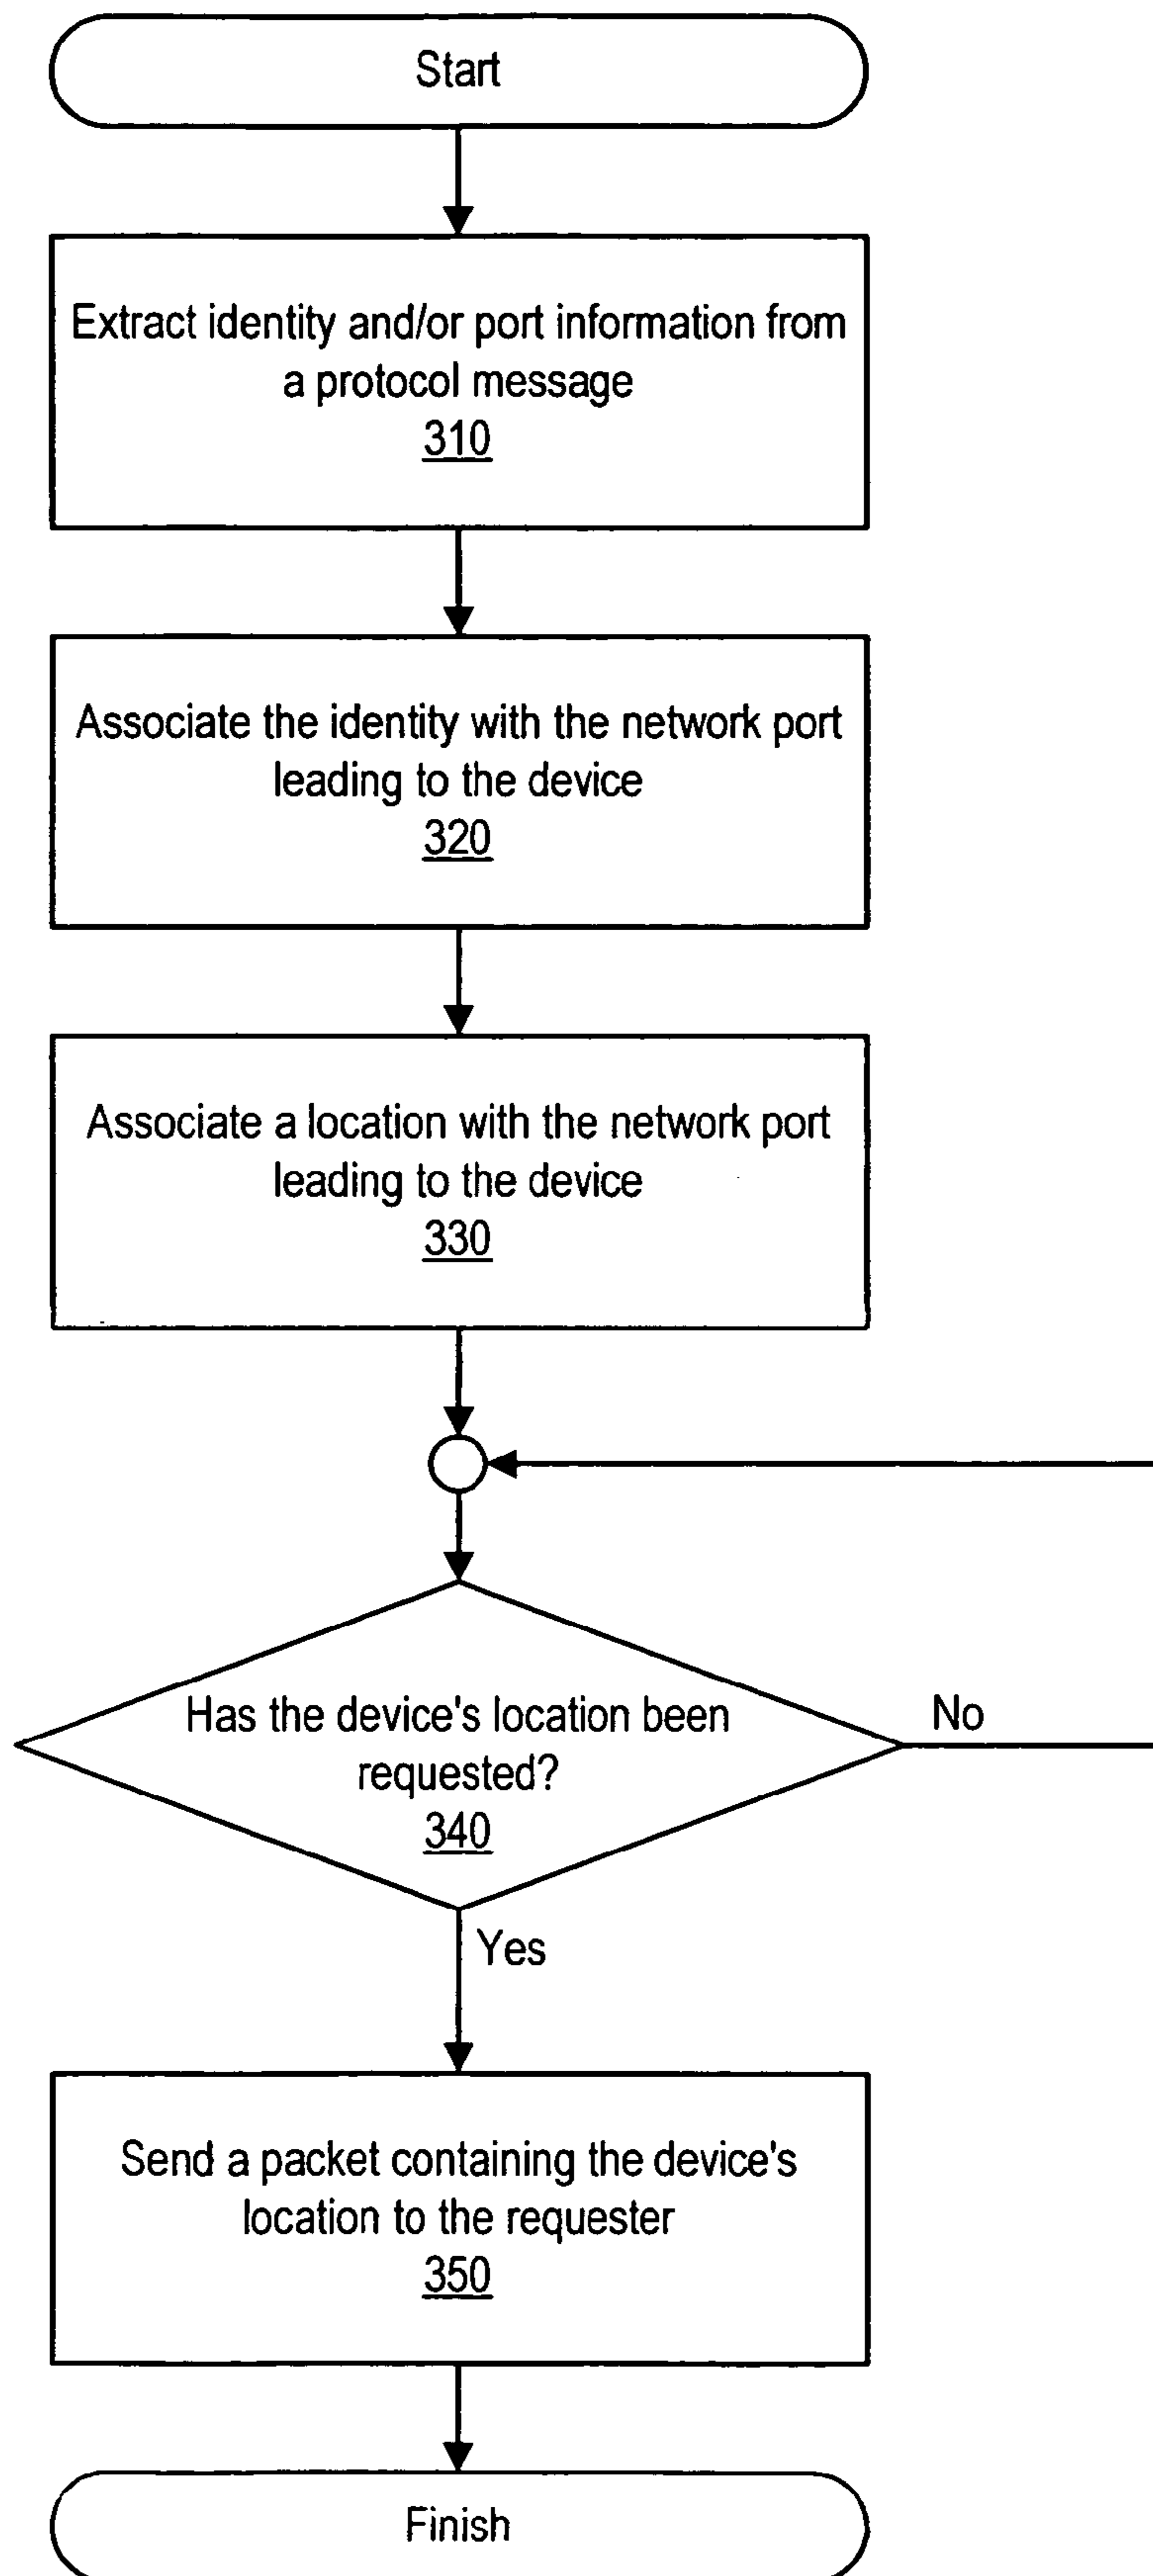 Start
Extract identity and/or port information from
a protocol message
310
Associate the identity with the network port
leading to the device
320
Associate a location with the network port
leading to the device
330
Has the device's location been
requested?
340
No
Yes
Send a packet containing the device's
location to the requester
350
Finish